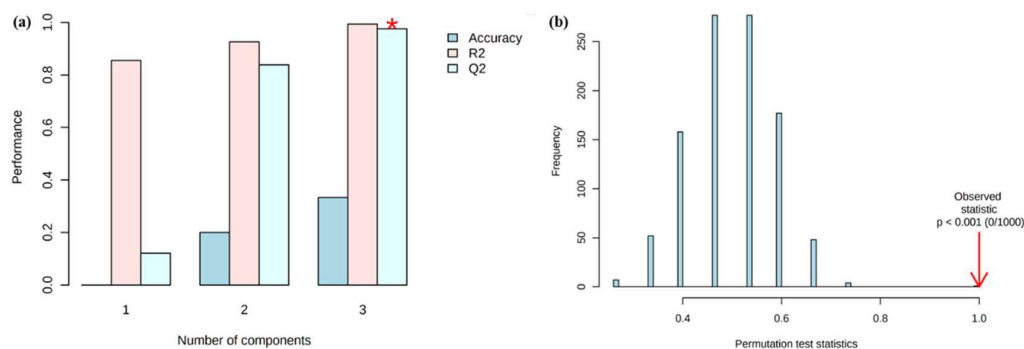 (a)
Performance
1.0
0.8
0.6
0.4
0.2
0.0
*
1
2
3
Number of components
Accuracy
R2
Q2
(b)
Frequency
250
200
150
100
50
0
Observed
statistic
p < 0.001 (0/1000)
0.4
0.6
0.8
1.0
Permutation test statistics